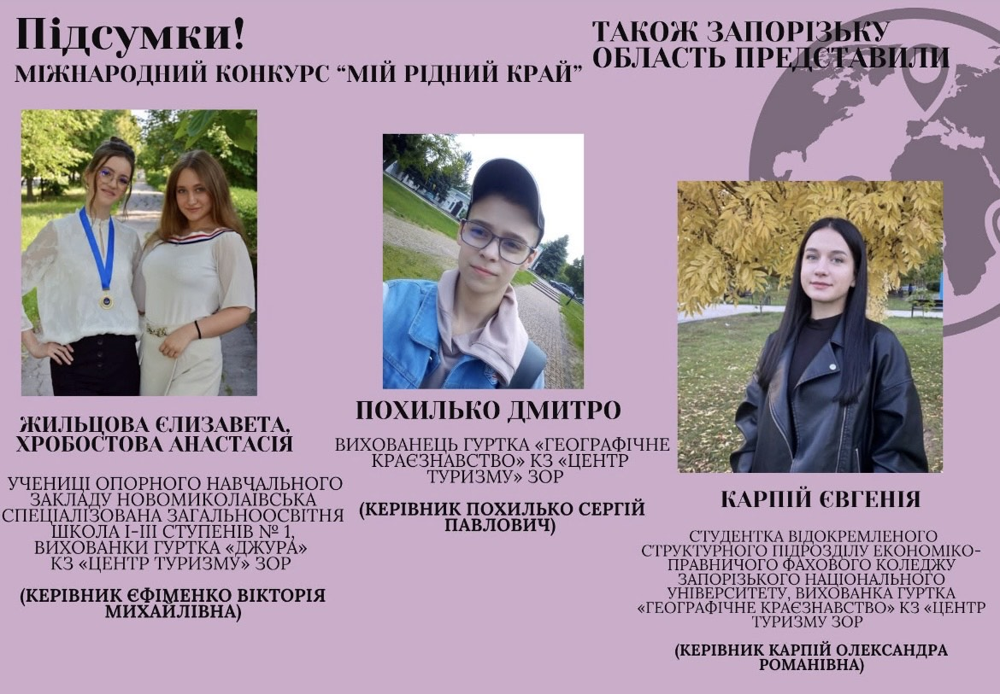 Підсумки!
МІЖНАРОДНИЙ КОНКУРС “МІЙ РІДНИЙ КРАЙ”
ТАКОЖ ЗАПОРІЗЬКУ
ОБЛАСТЬ ПРЕДСТАВИЛИ
ЖИЛЬЦОВА ЄЛИЗАВЕТА,
ХРОБОСТОВА АНАСТАСІЯ
УЧЕНИЦІ ОПОРНОГО НАВЧАЛЬНОГО
ЗАКЛАДУ НОВОМИКОЛАЇВСЬКА
СПЕЦІАЛІЗОВАНА ЗАГАЛЬНООСВІТНЯ
ШКОЛА І-ІІІ СТУПЕНІВ № 1,
ВИХОВАНКИ ГУРТКА «ДЖУРА»
КЗ «ЦЕНТР ТУРИЗМУ» ЗОР
(КЕРІВНИК ЄФІМЕНКО ВІКТОРІЯ
МИХАЙЛІВНА)
ПОХИЛЬКО ДМИТРО
ВИХОВАНЕЦЬ ГУРТКА «ГЕОГРАФІЧНЕ
КРАЄЗНАВСТВО» КЗ «ЦЕНТР
ТУРИЗМУ» ЗОР
(КЕРІВНИК ПОХИЛЬКО СЕРГІЙ
ПАВЛОВИЧ)
КАРПІЙ ЄВГЕНІЯ
СТУДЕНТКА ВІДОКРЕМЛЕНОГО
СТРУКТУРНОГО ПІДРОЗДІЛУ ЕКОНОМІКО-
ПРАВНИЧОГО ФАХОВОГО КОЛЕДЖУ
ЗАПОРІЗЬКОГО НАЦІОНАЛЬНОГО
УНІВЕРСИТЕТУ, ВИХОВАНКА ГУРТКА
«ГЕОГРАФІЧНЕ КРАЄЗНАВСТВО» КЗ «ЦЕНТР
ТУРИЗМУ ЗОР
(КЕРІВНИК КАРПІЙ ОЛЕКСАНДРА
РОМАНІВНА)